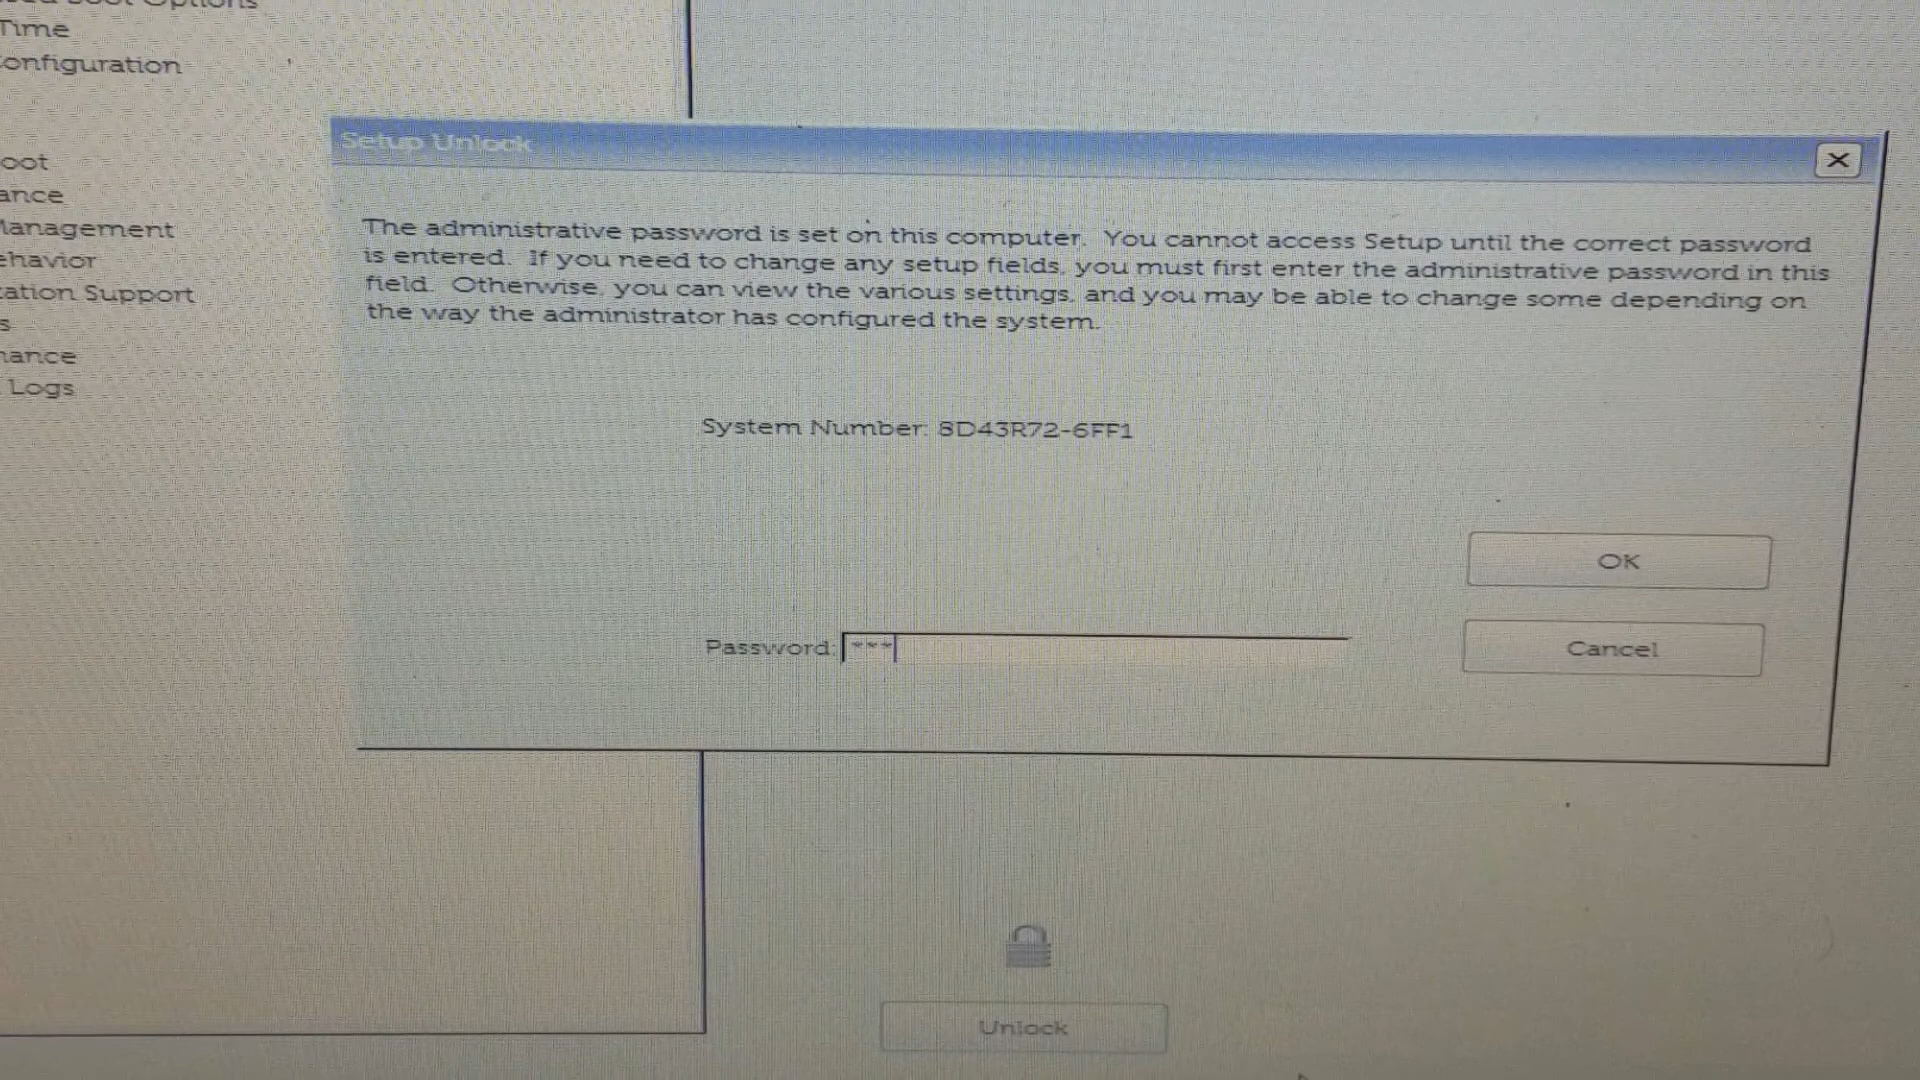 Time
onfiguration
Setup Unlock
oot
ance
anagement
ehavior
ation Support
s
nance
Logs
The administrative password is set on this computer. You cannot access Setup until the correct password
is entered. If you need to change any setup fields, you must first enter the administrative password in this
field. Otherwise, you can view the various settings, and you may be able to change some depending on
the way the administrator has configured the system.
System Number: 8D43R72-6FF1
OK
Password: ***
Cancel
Unlock